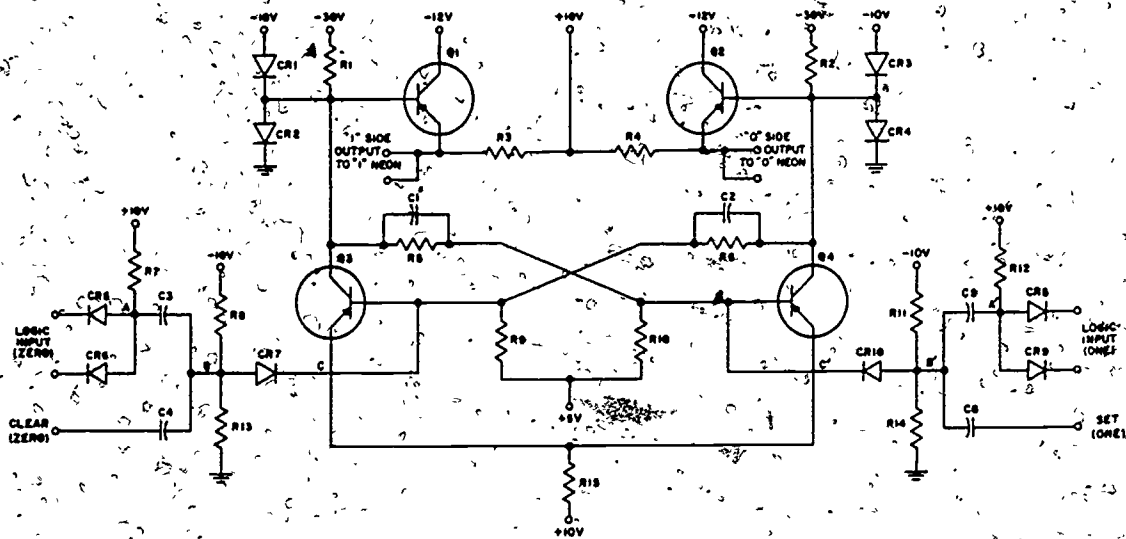 -10V
-30V
-12V
+10V
-12V
-30V
-10V
CR1
R1
Q1
Q2
R2
CR3
CR2
CR4
"1" SIDE
OUTPUT
TO "1" NEON
R3
R4
"0" SIDE
OUTPUT
TO "0" NEON
C1
C2
R5
R6
+10V
-10V
Q3
Q4
-10V
+10V
R7
R8
R9
R10
R11
R12
CR5
A
C3
C9
A'
CR8
LOGIC
INPUT
(ZERO)
CR6
B
CR7
C
C'
CR10
B'
CR9
LOGIC
INPUT
(ONE)
+6V
CLEAR
(ZERO)
C4
R13
R14
C8
SET
(ONE)
R15
+10V